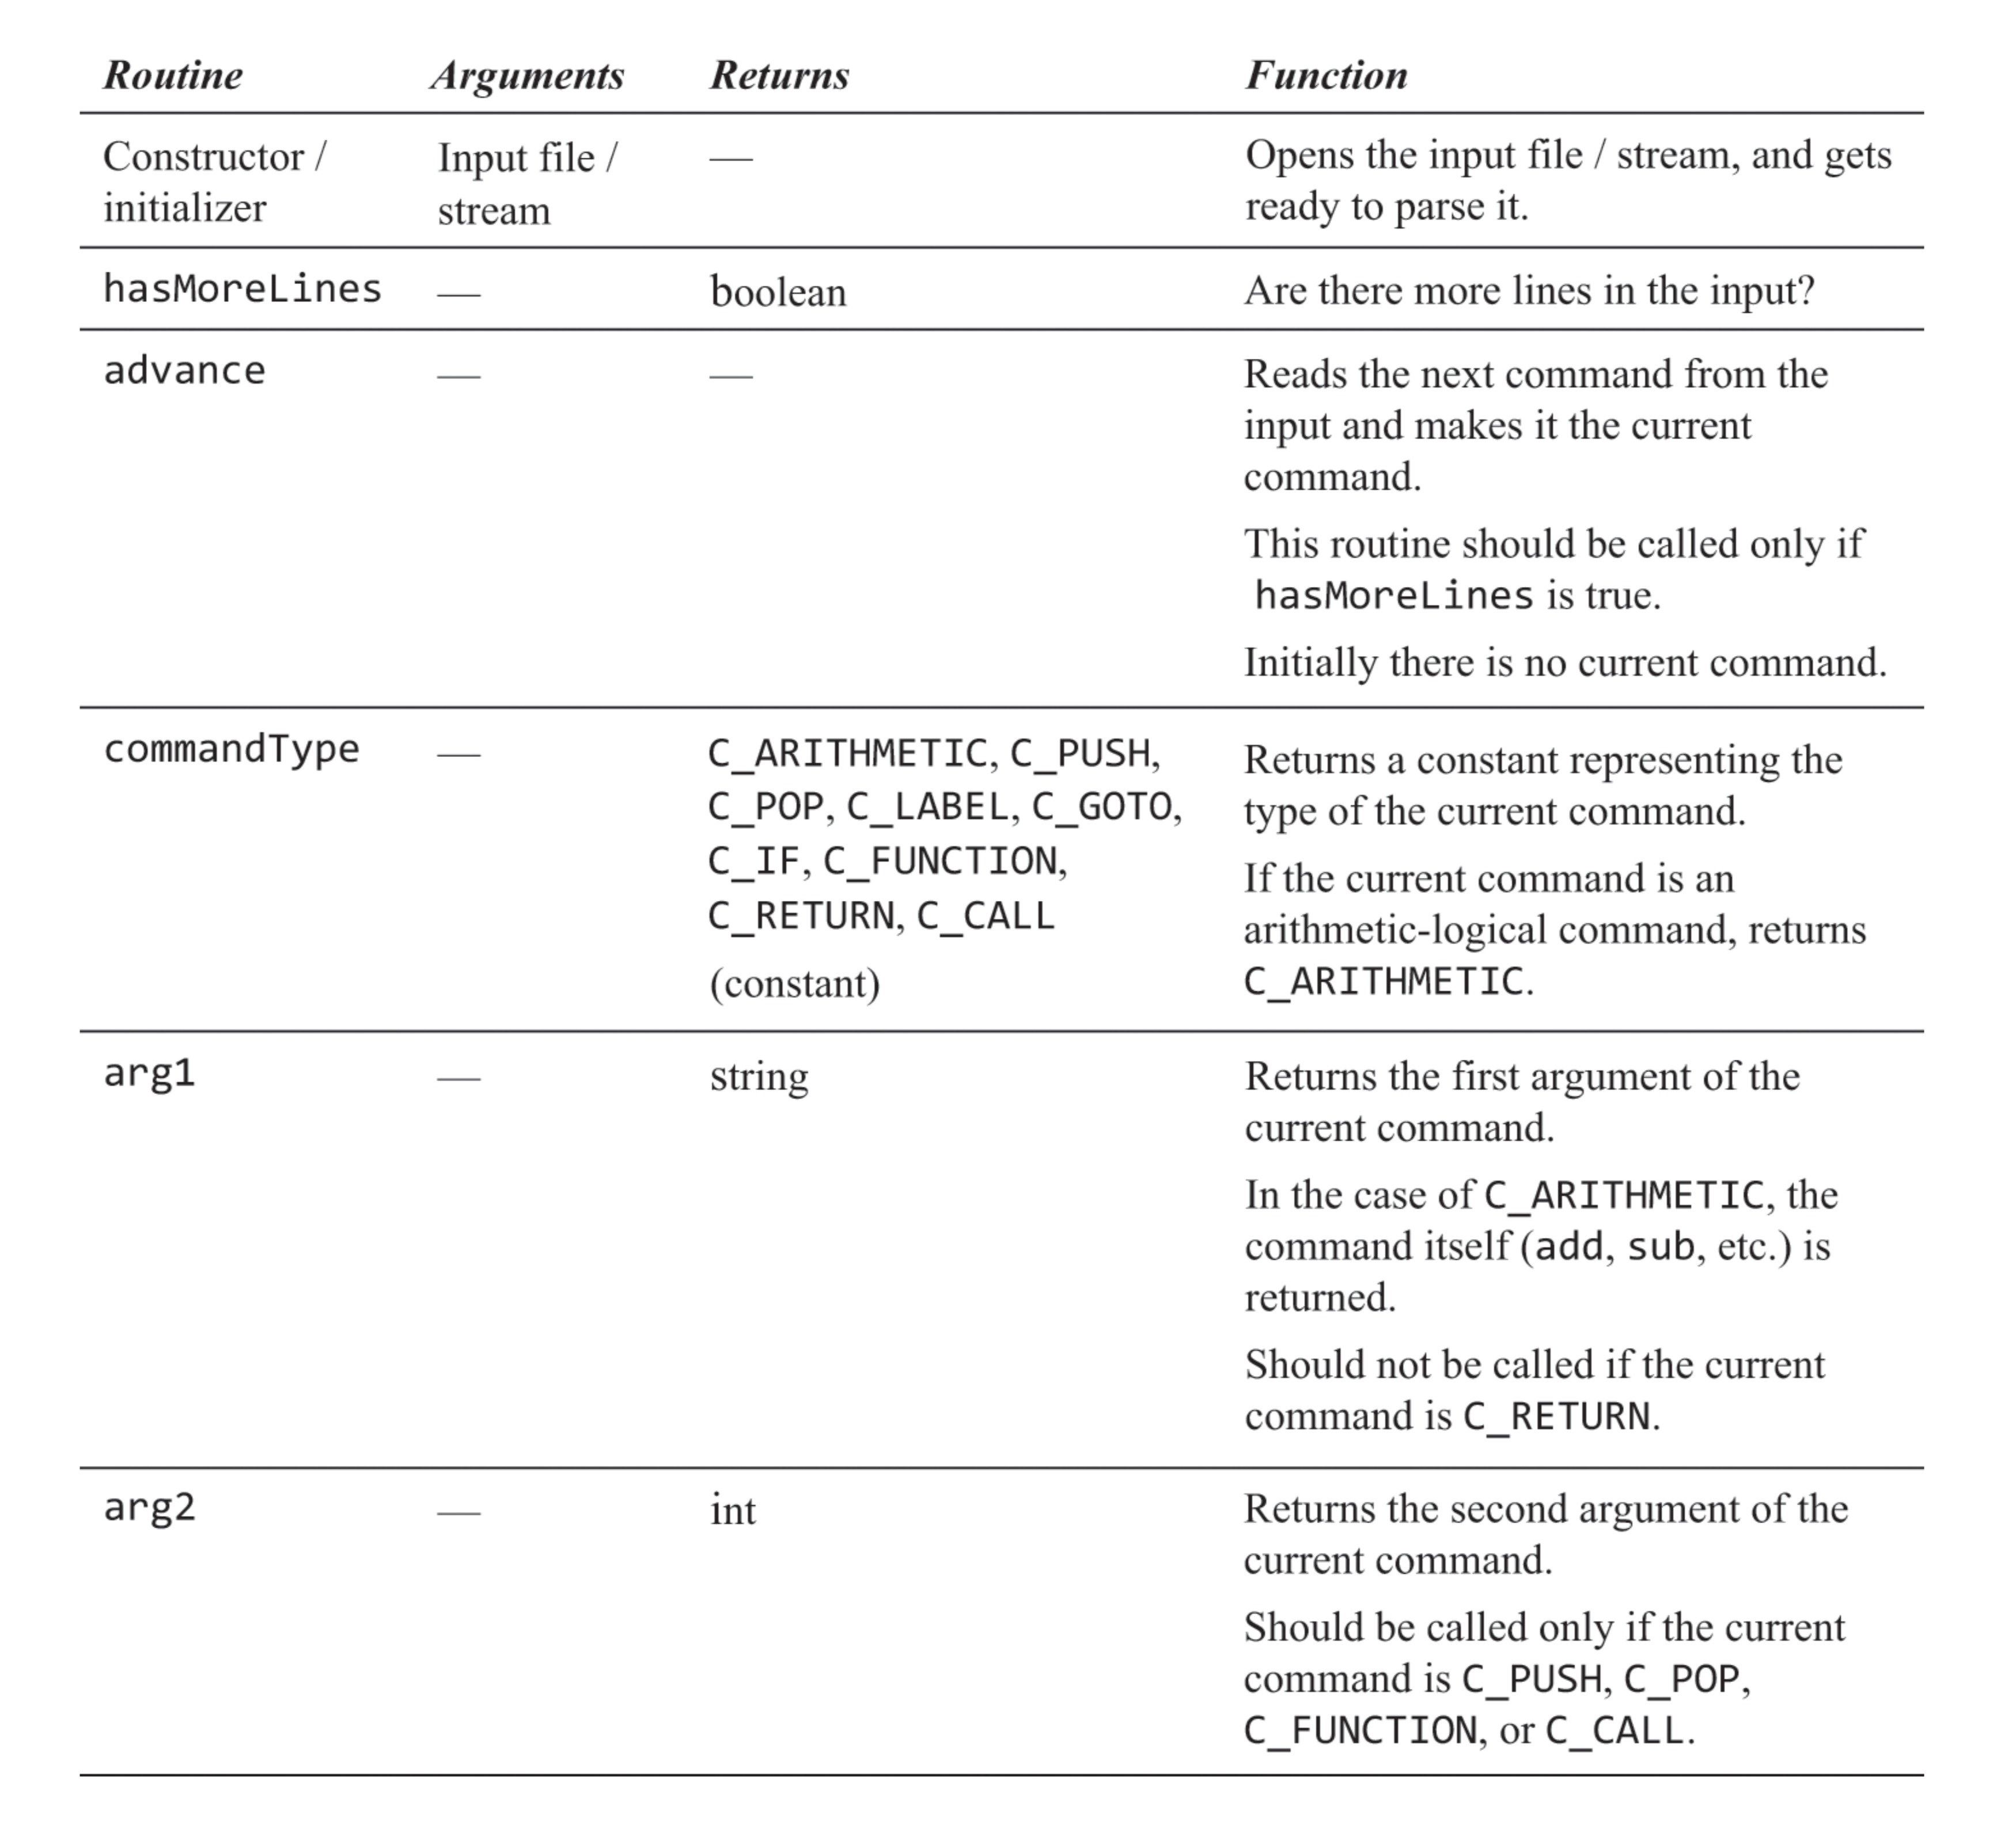 Routine Arguments Returns Function
Constructor / Input file / — Opens the input file / stream, and gets
initializer stream ready to parse it.
hasMoreLines — boolean Are there more lines in the input?
advance — — Reads the next command from the
input and makes it the current
command.
This routine should be called only if
hasMoreLines is true.
Initially there is no current command.
commandType — C_ARITHMETIC, C_PUSH, Returns a constant representing the
C_POP, C_LABEL, C_GOTO, type of the current command.
C_IF, C_FUNCTION, If the current command is an
C_RETURN, C_CALL arithmetic-logical command, returns
(constant) C_ARITHMETIC.
arg1 — string Returns the first argument of the
current command.
In the case of C_ARITHMETIC, the
command itself (add, sub, etc.) is
returned.
Should not be called if the current
command is C_RETURN.
arg2 — int Returns the second argument of the
current command.
Should be called only if the current
command is C_PUSH, C_POP,
C_FUNCTION, or C_CALL.